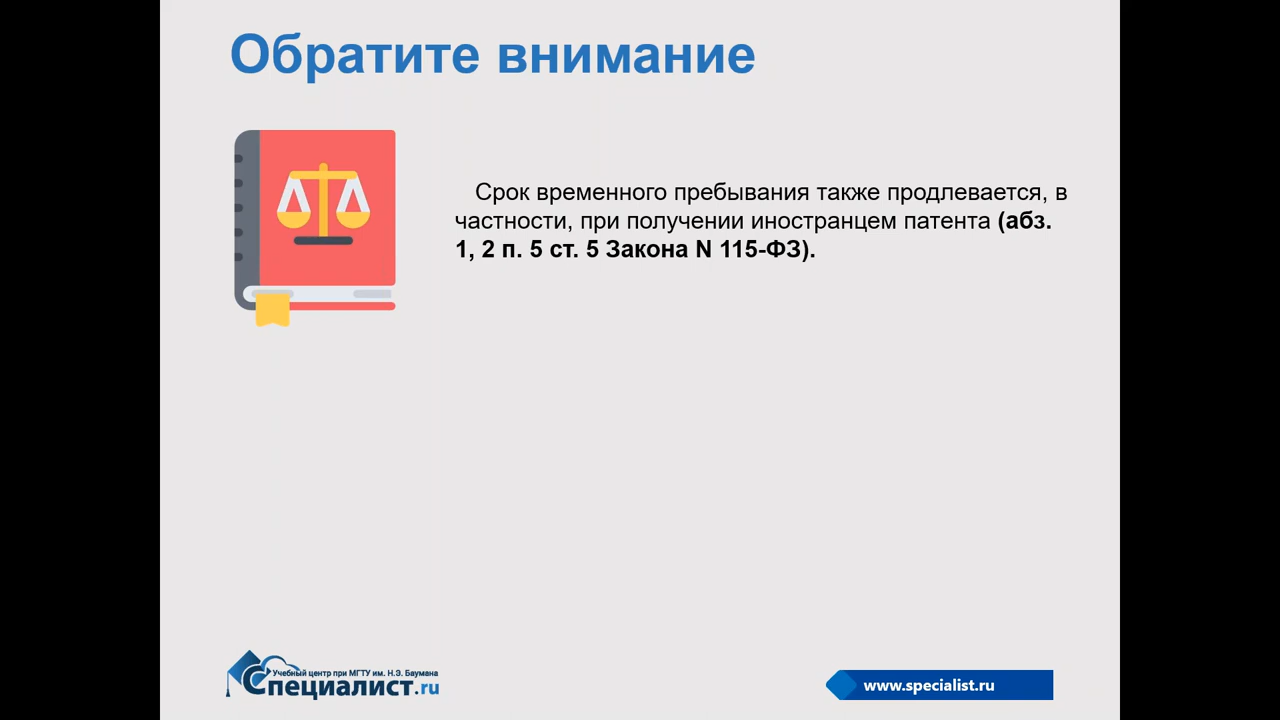 Обратите внимание
Срок временного пребывания также продлевается, в
частности, при получении иностранцем патента (абз.
1, 2 п. 5 ст. 5 Закона N 115-ФЗ).
Учебный центр при МГТУ им. Н.Э. Баумана
Специалист.ru
www.specialist.ru